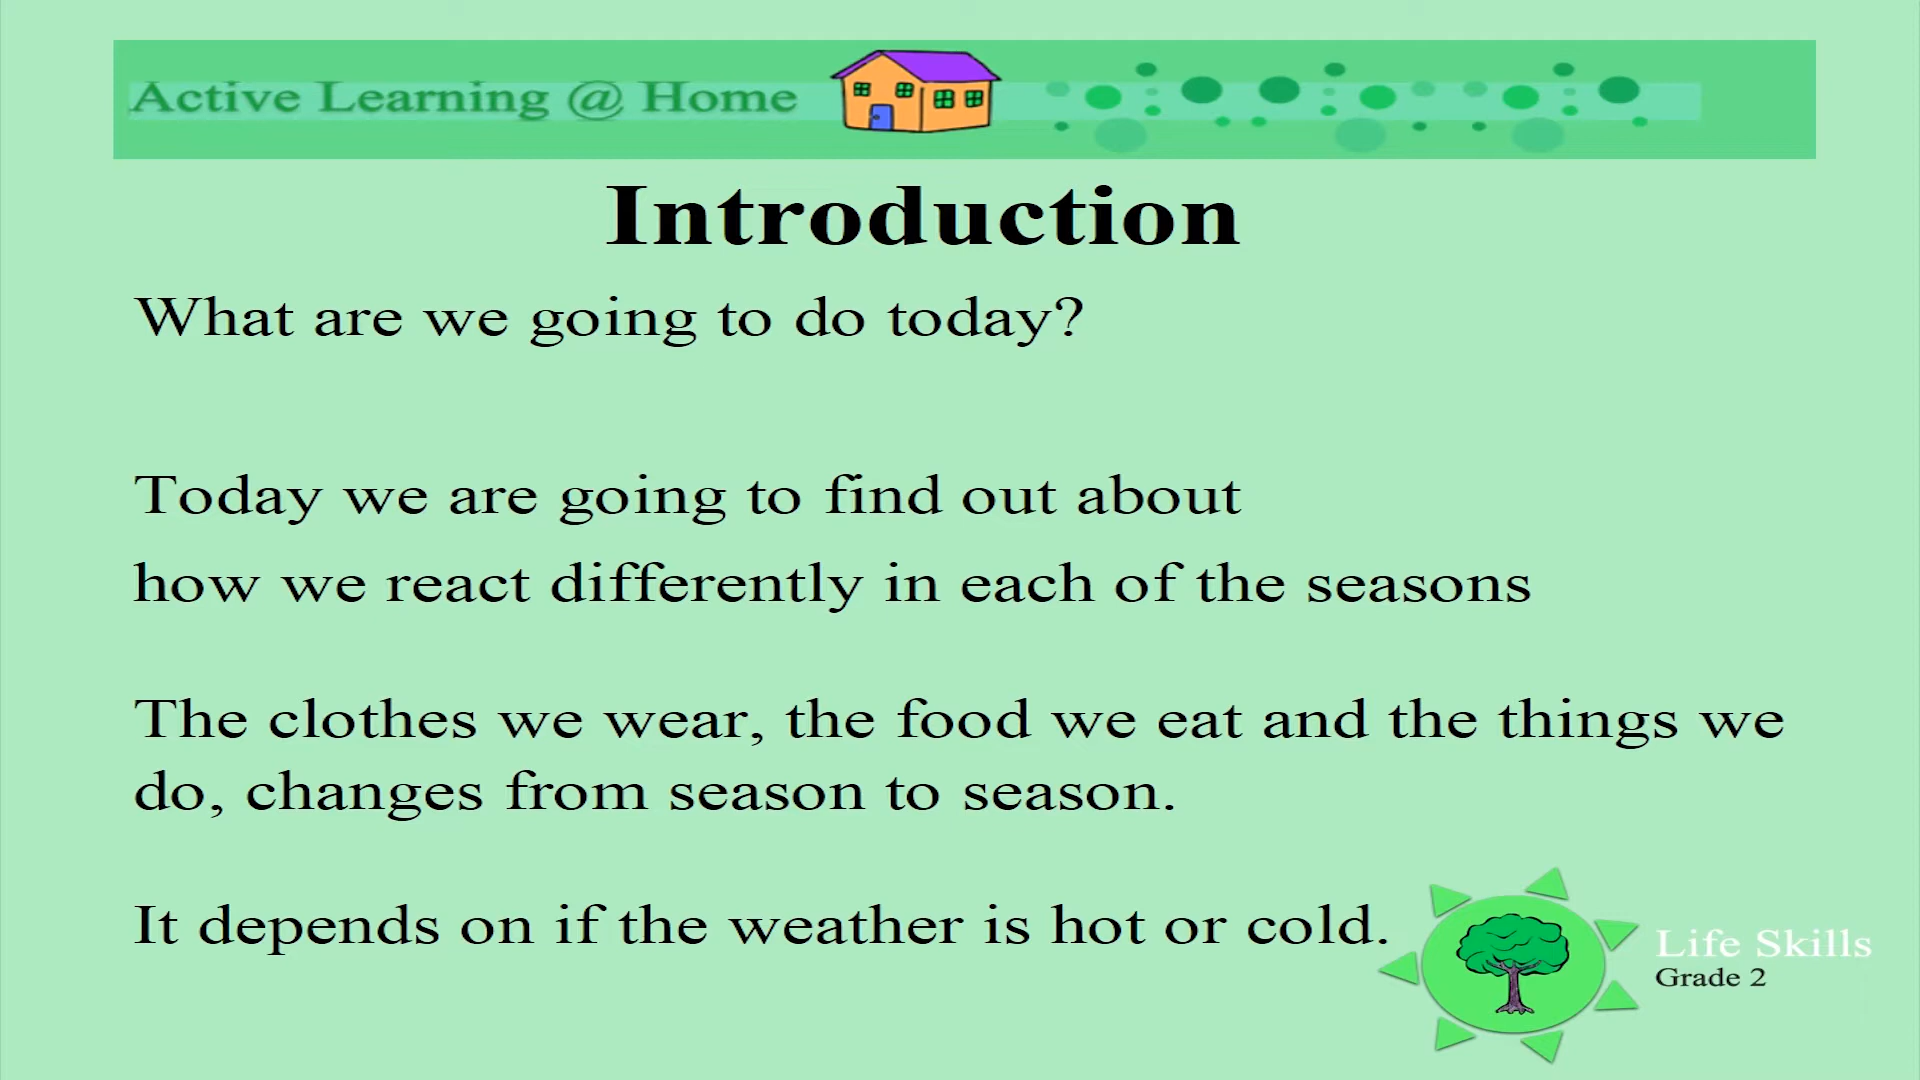 Active Learning @ Home
Introduction
What are we going to do today?
Today we are going to find out about
how we react differently in each of the seasons
The clothes we wear, the food we eat and the things we
do, changes from season to season.
It depends on if the weather is hot or cold.
Life Skills
Grade 2